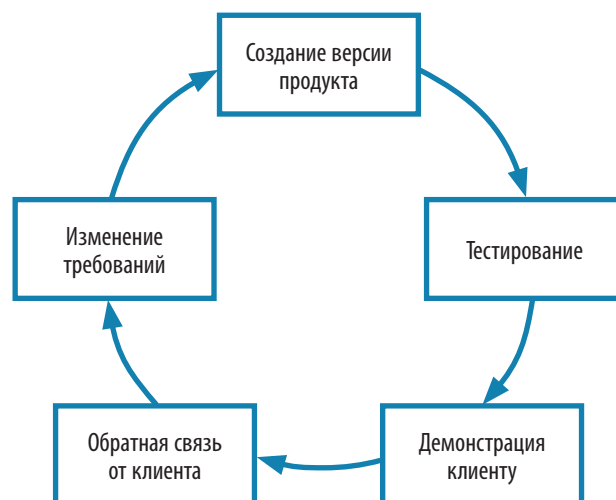 Создание версии
продукта
Тестирование
Демонстрация
клиенту
Обратная связь
от клиента
Изменение
требований